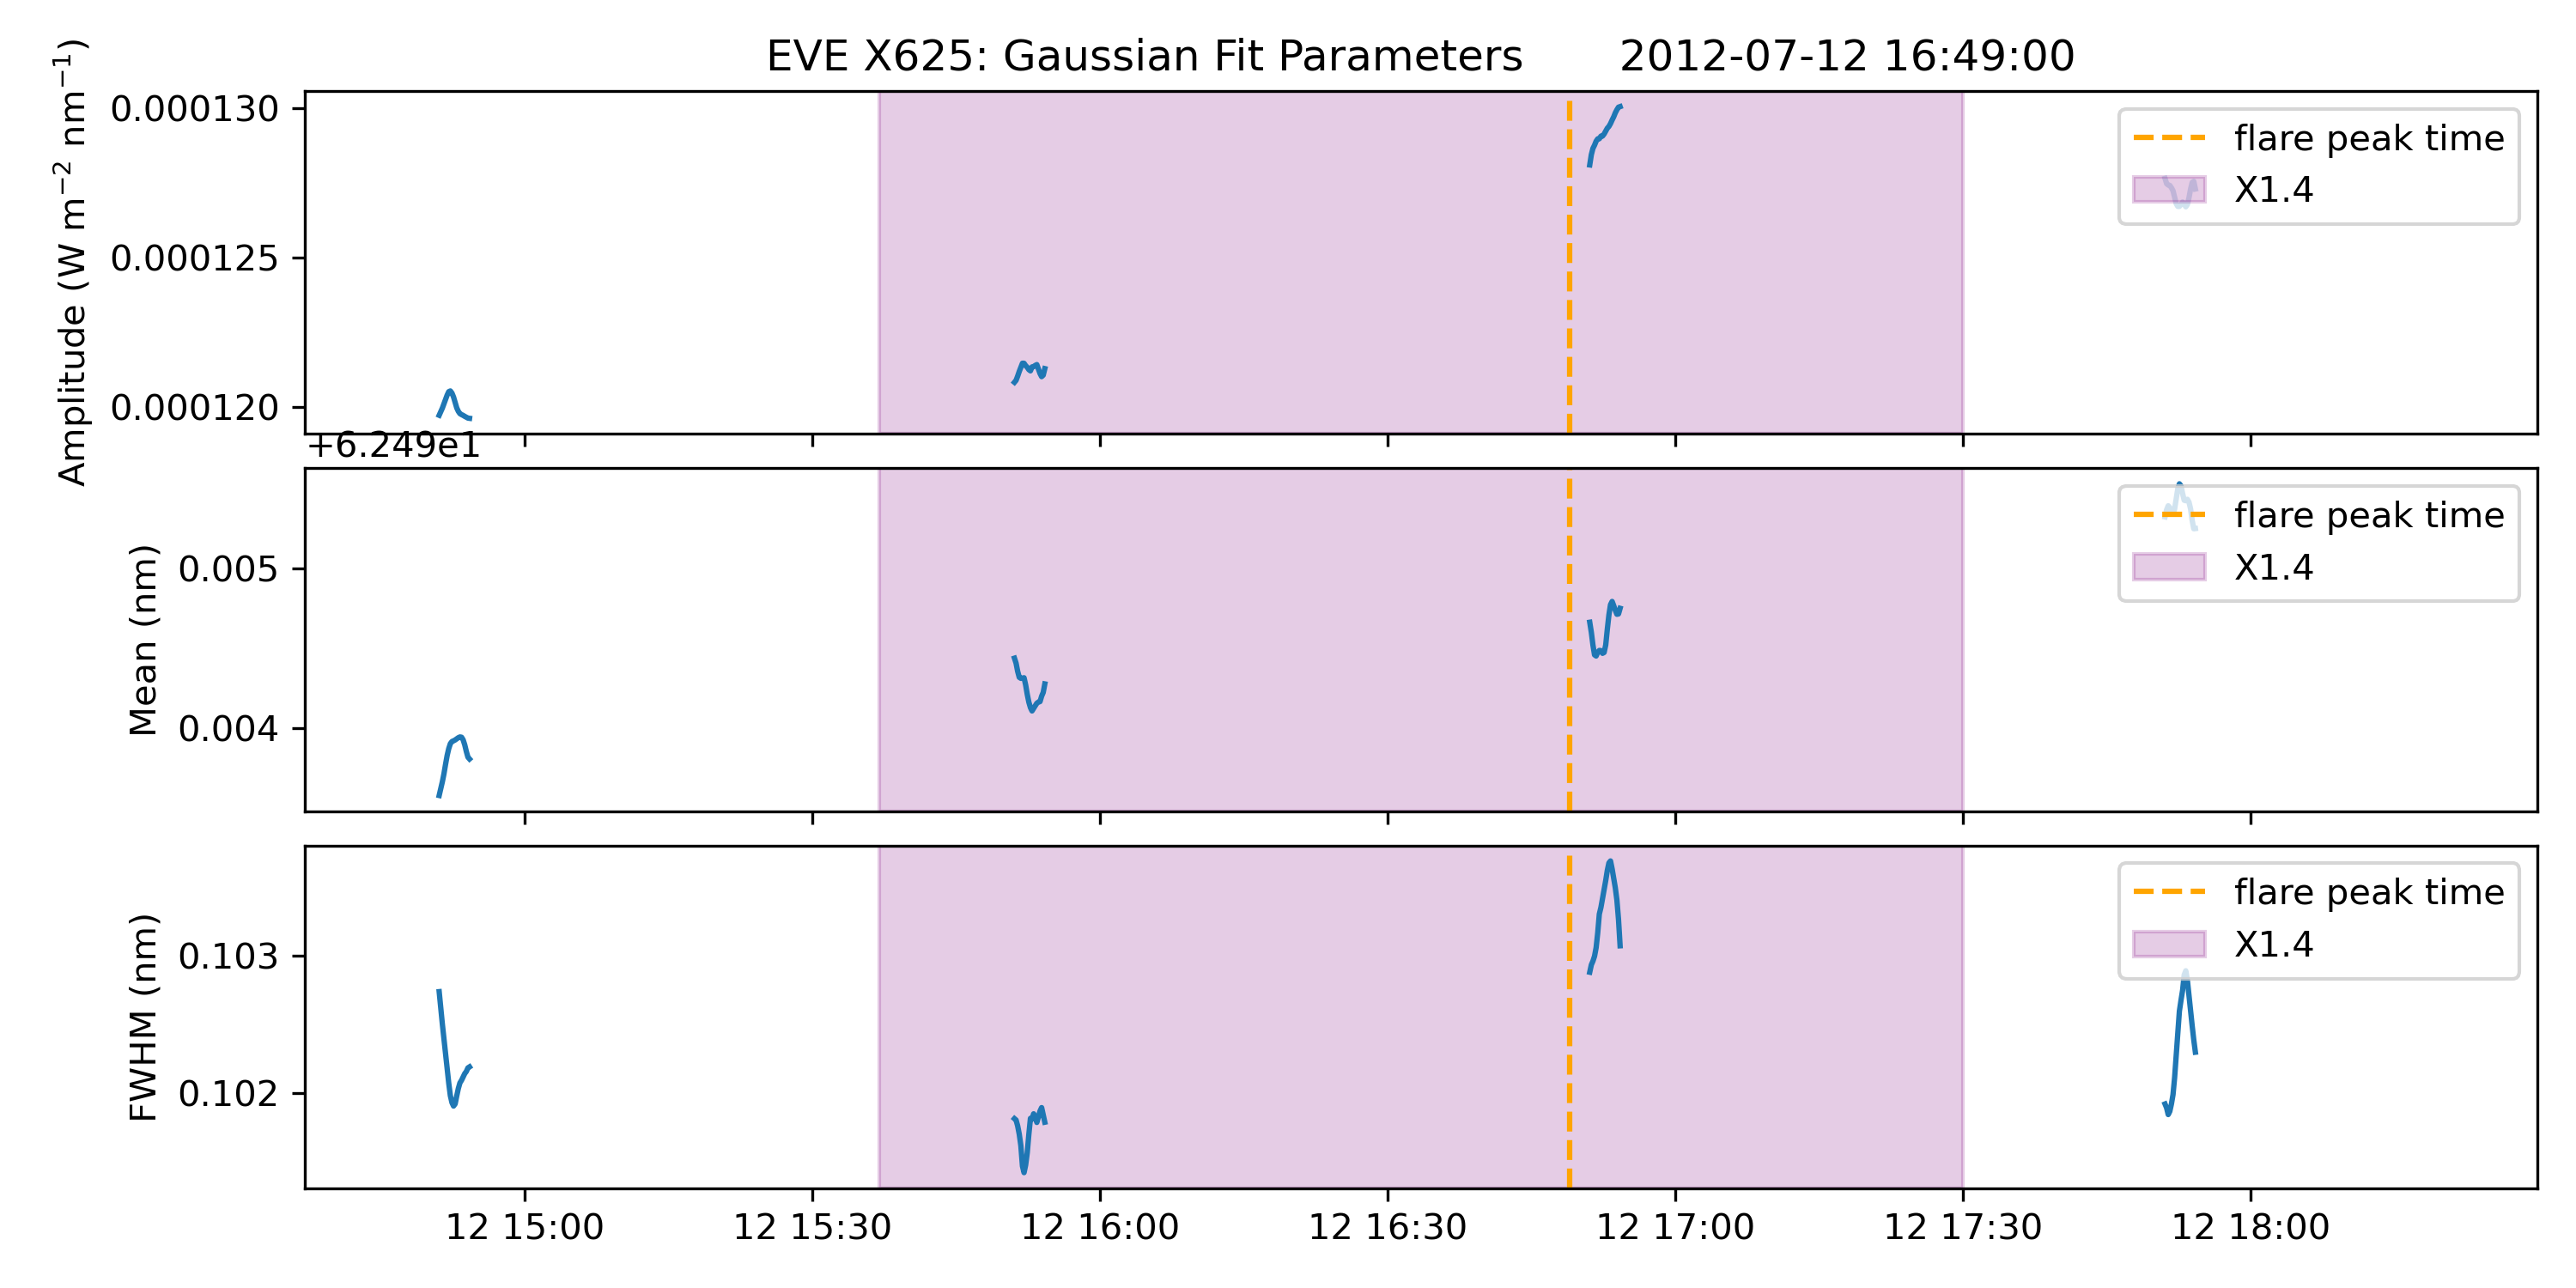 EVE X625: Gaussian Fit Parameters 2012-07-12 16:49:00
Amplitude (W m⁻² nm⁻¹)
0.000130
0.000125
0.000120
flare peak time
X1.4
+6.249e1
Mean (nm)
0.005
0.004
flare peak time
X1.4
FWHM (nm)
0.103
0.102
flare peak time
X1.4
12 15:00 12 15:30 12 16:00 12 16:30 12 17:00 12 17:30 12 18:00